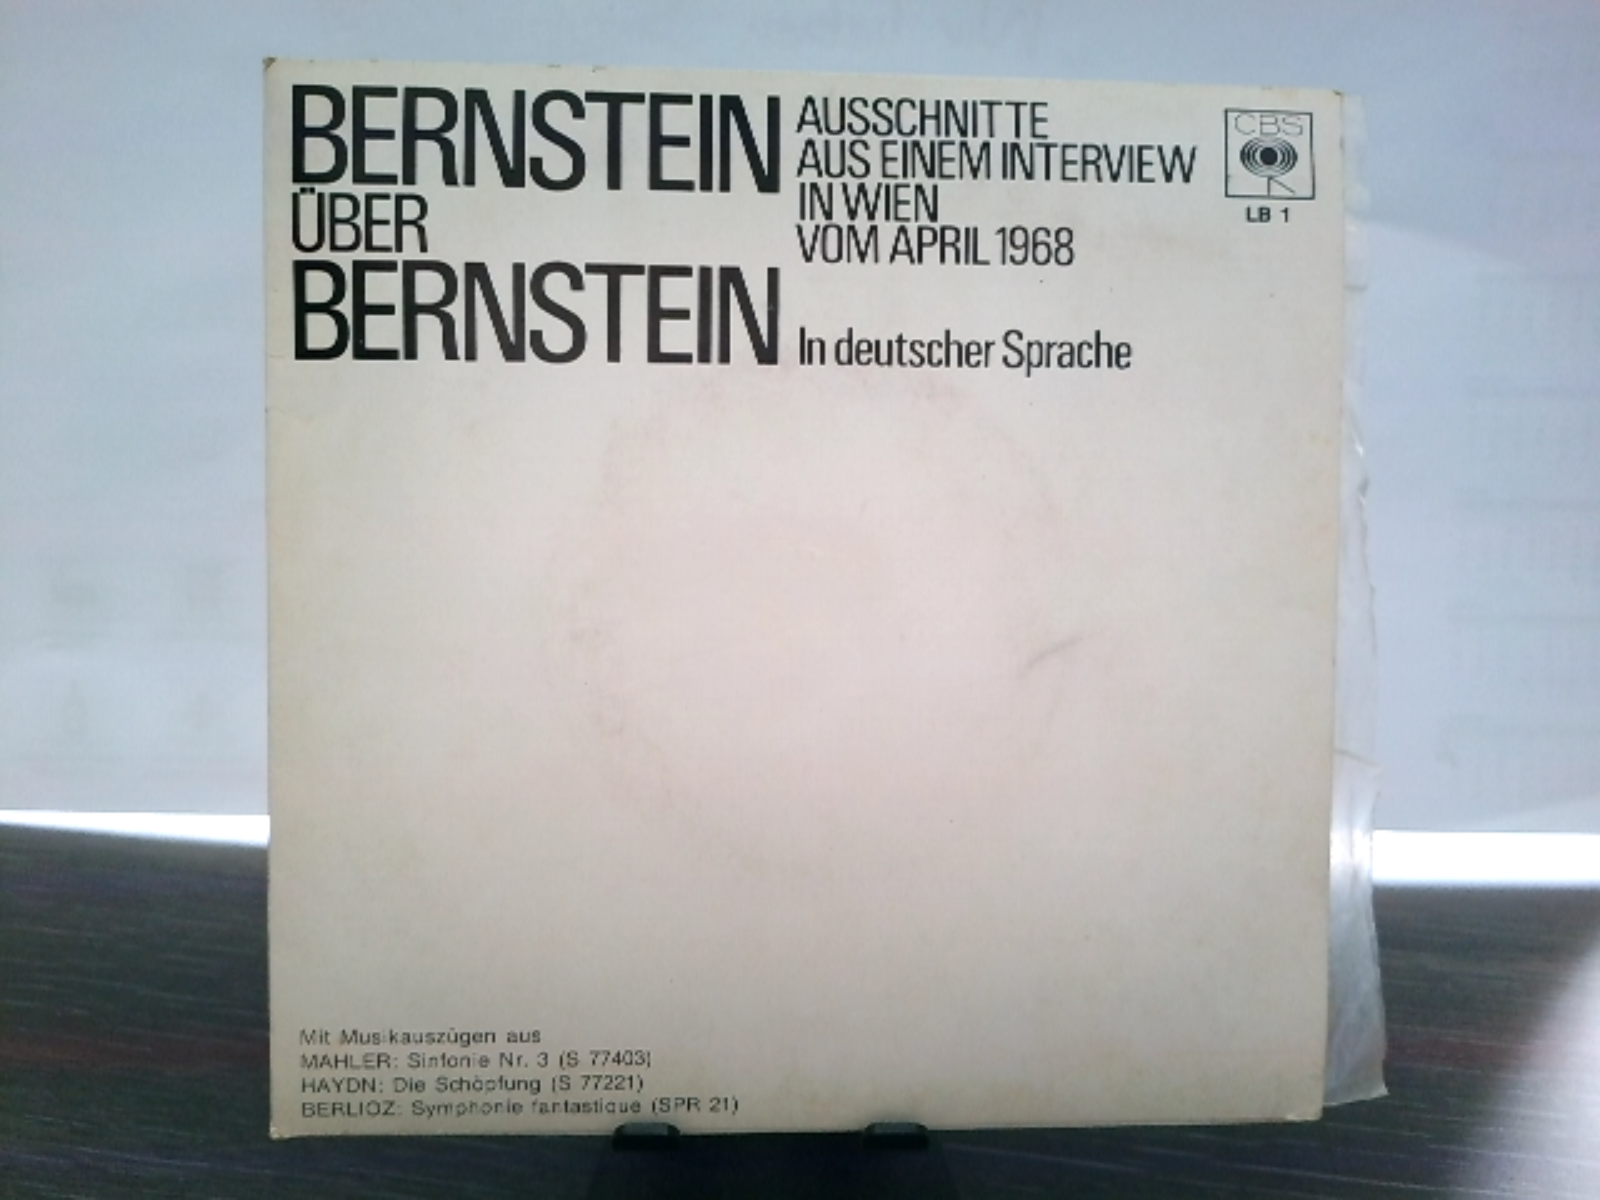 BERNSTEIN
ÜBER
BERNSTEIN
AUSSCHNITTE
AUS EINEM INTERVIEW
IN WIEN
VOM APRIL 1968
In deutscher Sprache
CBS
LB 1
Mit Musikauszügen aus
MAHLER: Sinfonie Nr. 3 (S 77403)
HAYDN: Die Schöpfung (S 77221)
BERLIOZ: Symphonie fantastique (SPR 21)